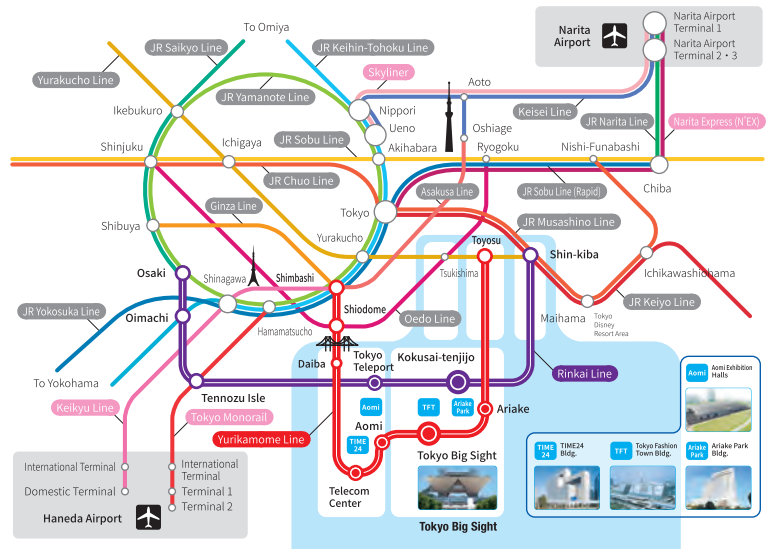 To Omiya
JR Saikyo Line
JR Keihin-Tohoku Line
Yurakucho Line
Skyliner
Narita
Airport
Narita Airport
Terminal 1
Narita Airport
Terminal 2・3
JR Yamanote Line
Ikebukuro
Nippori
Aoto
Keisei Line
Ueno
Oshiage
JR Narita Line
Narita Express (N'EX)
Shinjuku
Ichigaya
JR Sobu Line
Akihabara
Ryogoku
Nishi-Funabashi
JR Chuo Line
Chiba
Asakusa Line
JR Sobu Line (Rapid)
Ginza Line
Tokyo
JR Musashino Line
Shibuya
Yurakucho
Toyosu
Shin-kiba
Osaki
Shinagawa
Shimbashi
Tsukishima
Ichikawashiohama
JR Yokosuka Line
Oimachi
Shiodome
Oedo Line
Maihama
Tokyo
Disney
Resort Area
JR Keiyo Line
Hamamatsucho
Daiba
Tokyo
Teleport
Kokusai-tenjijo
Rinkai Line
To Yokohama
Tennozu Isle
Aomi
Aomi Exhibition
Halls
Keikyu Line
Tokyo Monorail
Aomi
TFT
Ariake
Park
Ariake
Yurikamome Line
Aomi
TIME
24
Tokyo Big Sight
TIME
24
TIME24
Bldg.
TFT
Tokyo Fashion
Town Bldg.
Ariake
Park
Ariake Park
Bldg.
International Terminal
International
Terminal
Domestic Terminal
Terminal 1
Terminal 2
Haneda Airport
Telecom
Center
Tokyo Big Sight